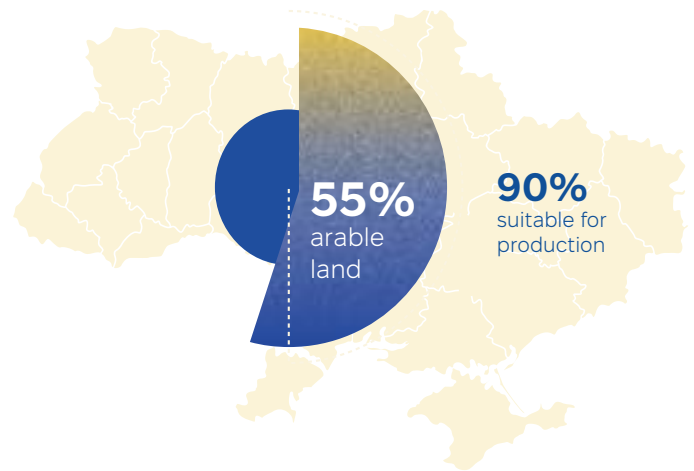 55%
arable
land
90%
suitable for
production